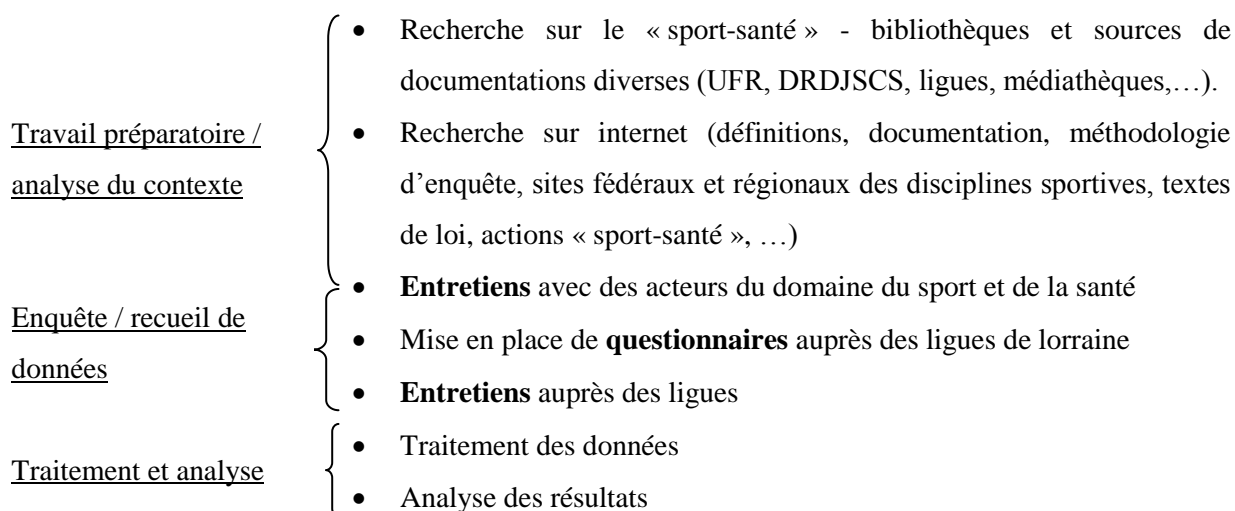 • Recherche sur le « sport-santé » - bibliothèques et sources de
documentations diverses (UFR, DRDJSCS, ligues, médiathèques,…).
Travail préparatoire /
analyse du contexte
• Recherche sur internet (définitions, documentation, méthodologie
d’enquête, sites fédéraux et régionaux des disciplines sportives, textes
de loi, actions « sport-santé », …)
• Entretiens avec des acteurs du domaine du sport et de la santé
Enquête / recueil de
données
• Mise en place de questionnaires auprès des ligues de lorraine
• Entretiens auprès des ligues
Traitement et analyse
• Traitement des données
• Analyse des résultats